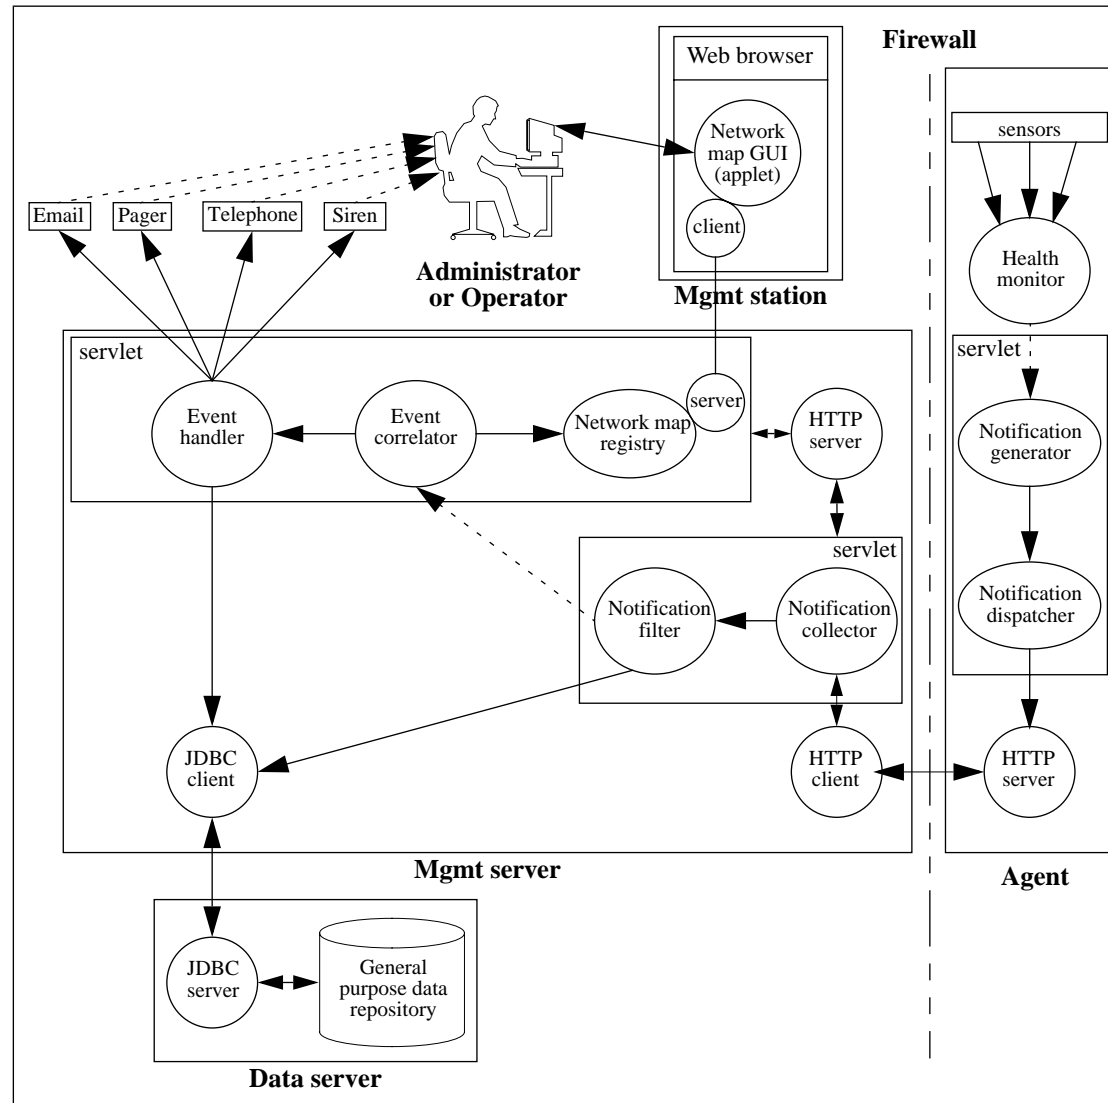 Firewall
Web browser
Network
map GUI
(applet)
client
Mgmt station
sensors
Health
monitor
Email
Pager
Telephone
Siren
Administrator
or Operator
servlet
Event
handler
Event
correlator
Network map
registry
server
HTTP
server
servlet
Notification
generator
Notification
dispatcher
servlet
Notification
filter
Notification
collector
JDBC
client
HTTP
client
HTTP
server
Mgmt server
Agent
JDBC
server
General
purpose data
repository
Data server